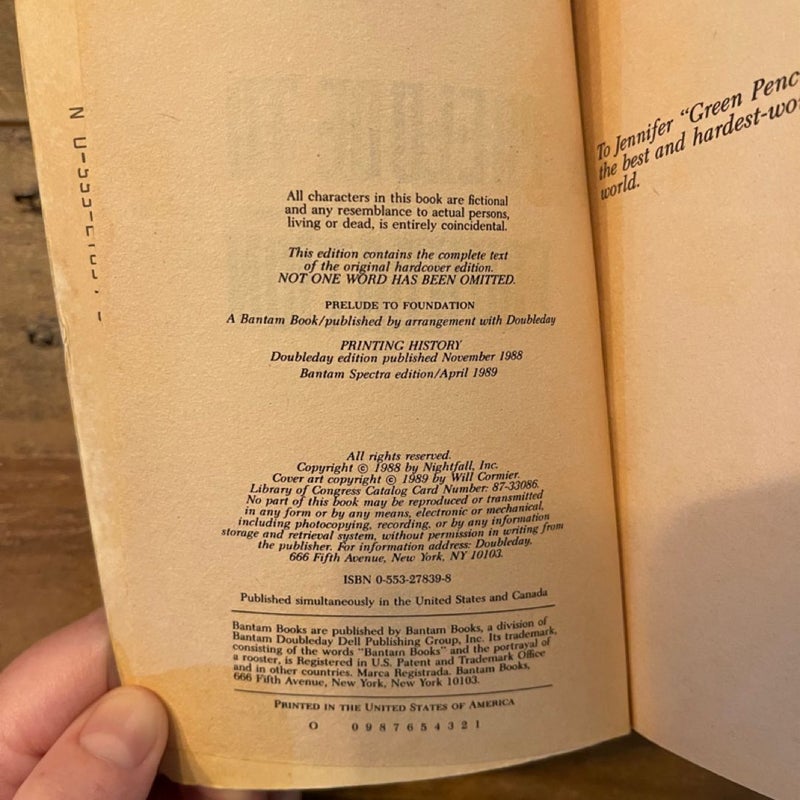 All characters in this book are fictional
and any resemblance to actual persons,
living or dead, is entirely coincidental.
This edition contains the complete text
of the original hardcover edition.
NOT ONE WORD HAS BEEN OMITTED.
PRELUDE TO FOUNDATION
A Bantam Book/published by arrangement with Doubleday
PRINTING HISTORY
Doubleday edition published November 1988
Bantam Spectra edition/April 1989
All rights reserved.
Copyright © 1988 by Nightfall, Inc.
Cover art copyright © 1989 by Will Cormier.
Library of Congress Catalog Card Number: 87-33086.
No part of this book may be reproduced or transmitted
in any form or by any means, electronic or mechanical,
including photocopying, recording, or by any information
storage and retrieval system, without permission in writing from
the publisher. For information address: Doubleday.
666 Fifth Avenue, New York, NY 10103.
ISBN 0-553-27839-8
Published simultaneously in the United States and Canada
Bantam Books are published by Bantam Books, a division of
Bantam Doubleday Dell Publishing Group, Inc. Its trademark,
consisting of the words "Bantam Books" and the portrayal of
a rooster, is Registered in U.S. Patent and Trademark Office
and in other countries. Marca Registrada. Bantam Books,
666 Fifth Avenue, New York, New York 10103.
PRINTED IN THE UNITED STATES OF AMERICA
O 0 9 8 7 6 5 4 3 2 1
To Jennifer "Green Penc
the best and hardest-wo
world.